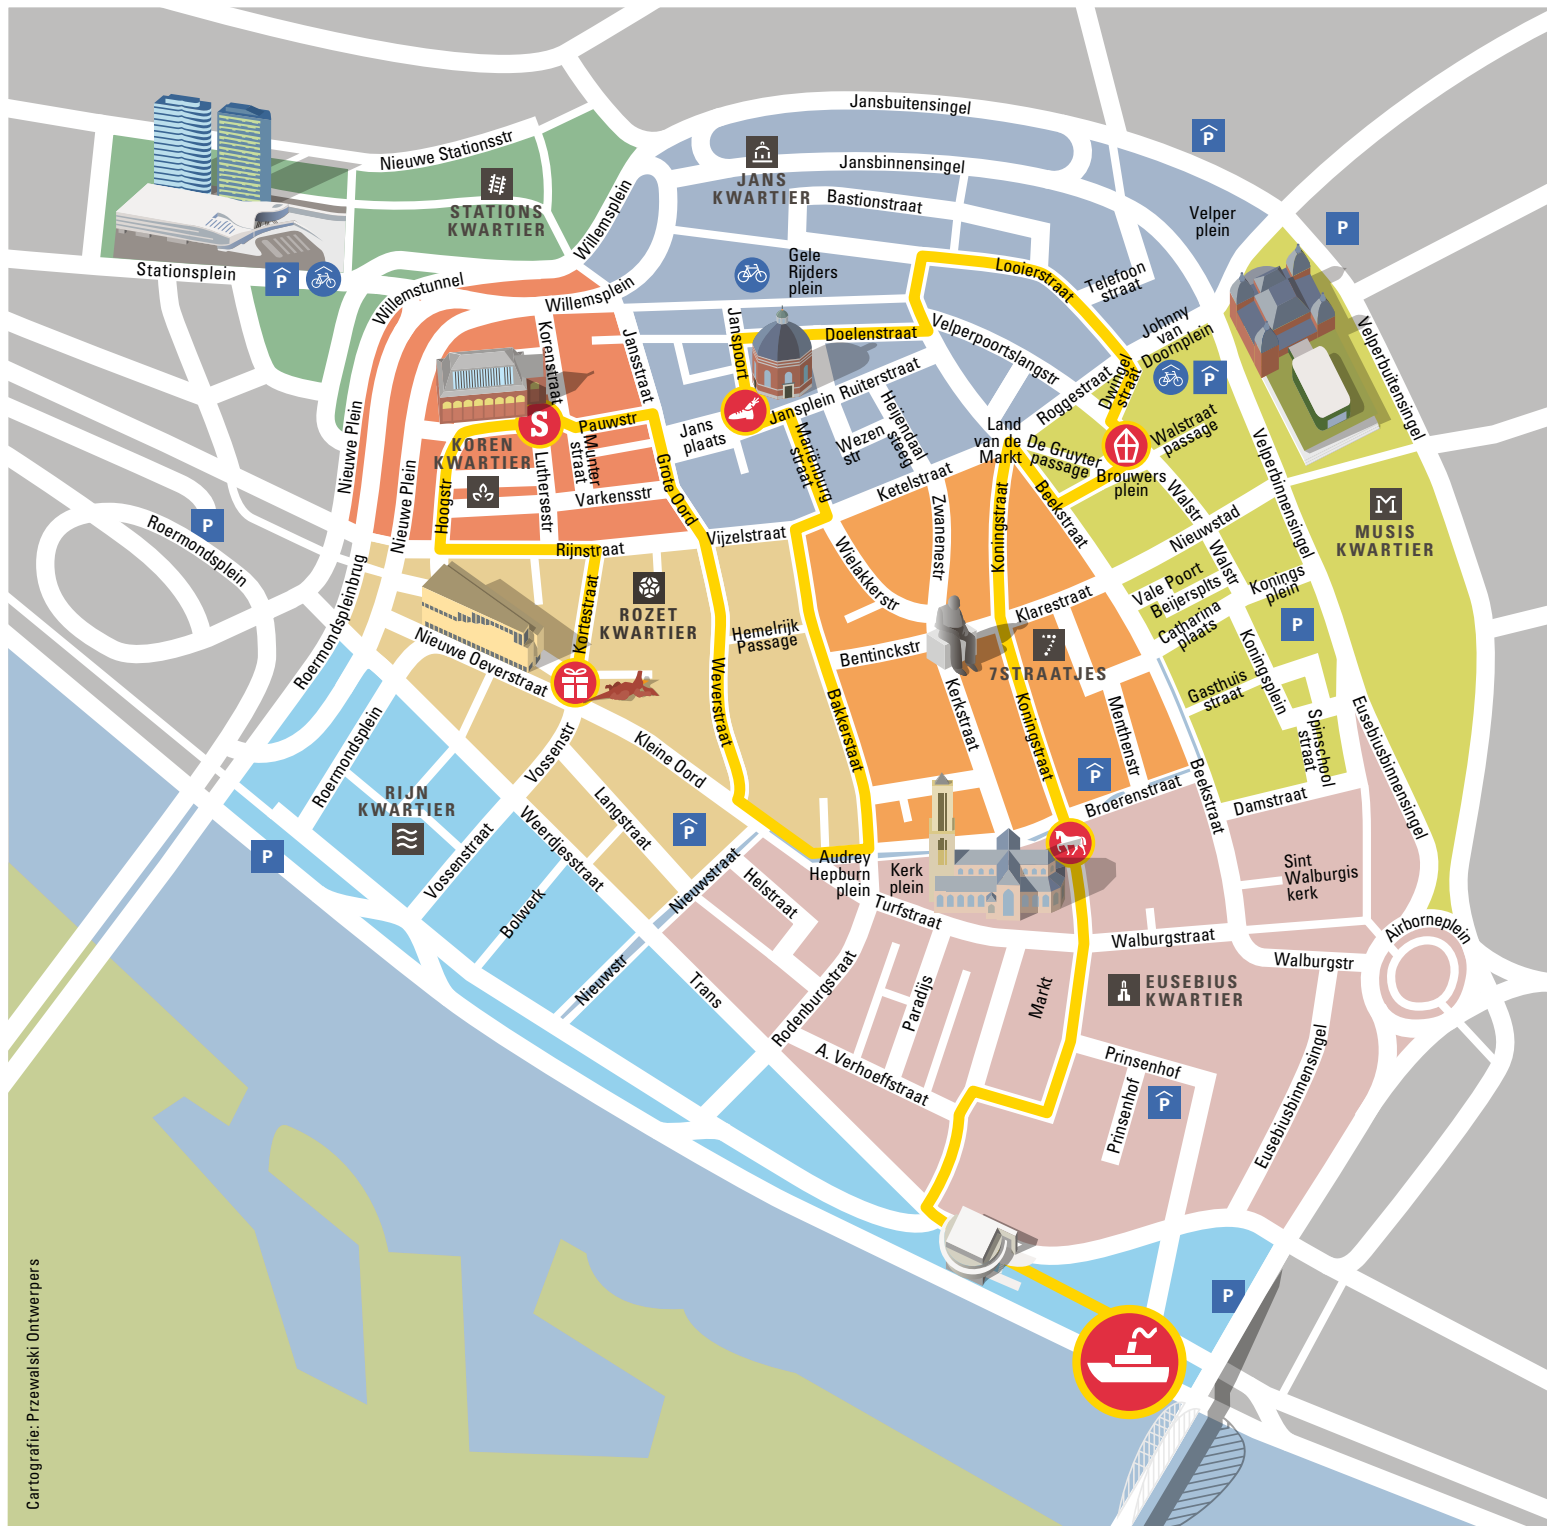 Jansbuitensingel
P
Nieuwe Stationsstr
Jansbinnensingel
JANS
KWARTIER
Bastionstraat
STATIONS
KWARTIER
Willemsplein
Velper
plein
P
Stationsplein
P
Willemstunnel
Willemsplein
Gele
Rijders
plein
Looierstraat
Telefoon
straat
Johnny
van
Doornplein
Velperbuitensingel
Korenstraat
Jansstraat
Janspoort
Doelenstraat
Velperpoortslangstr
Dwingel
straat
P
Nieuwe Plein
Ruiterstraat
Roggestraat
S
Pauwstr
Jans
plaats
Jansplein
Heijendaal
steeg
Wezen
str
Land
van de
Markt
De Gruyter
passage
Walstraat
passage
Brouwers
plein
KOREN
KWARTIER
Munter
straat
Luthersestr
Mariënburg
straat
Velperbinnensingel
Grote Oord
Varkensstr
Ketelstraat
Hoogstr
Nieuwe Plein
Beekstraat
Walstr
Nieuwstad
MUSIS
KWARTIER
P
Roermondsplein
Rijnstraat
Vijzelstraat
Zwanenestr
Koningstraat
Wielakkerstr
Walstr
Vale Poort
Beijersplts
Konings
plein
Klarestraat
Catharina
plaats
P
Roermondspleinbrug
Kortestraat
ROZET
KWARTIER
Hemelrijk
Passage
Bentinckstr
7STRAATJES
Koningsplein
Nieuwe Oeverstraat
Weverstraat
Bakkerstaat
Kerkstraat
Koningstraat
Menthenstr
Gasthuis
straat
Spinschool
straat
Eusebiusbinnensingel
Roermondsplein
Vossenstr
Kleine Oord
P
Broerenstraat
Beekstraat
Damstraat
RIJN
KWARTIER
Langstraat
P
Weerdjesstraat
P
Vossenstraat
Nieuwstraat
Helstraat
Audrey
Hepburn
plein
Kerk
plein
Sint
Walburgis
kerk
Turfstraat
Bolwerk
Walburgstraat
Airborneplein
Walburgstr
Nieuwstr
Trans
Rodenburgstraat
Paradijs
Markt
EUSEBIUS
KWARTIER
A. Verhoeffstraat
Prinsenhof
Prinsenhof
P
Eusebiusbinnensingel
P
Cartografie: Przewalski Ontwerpers